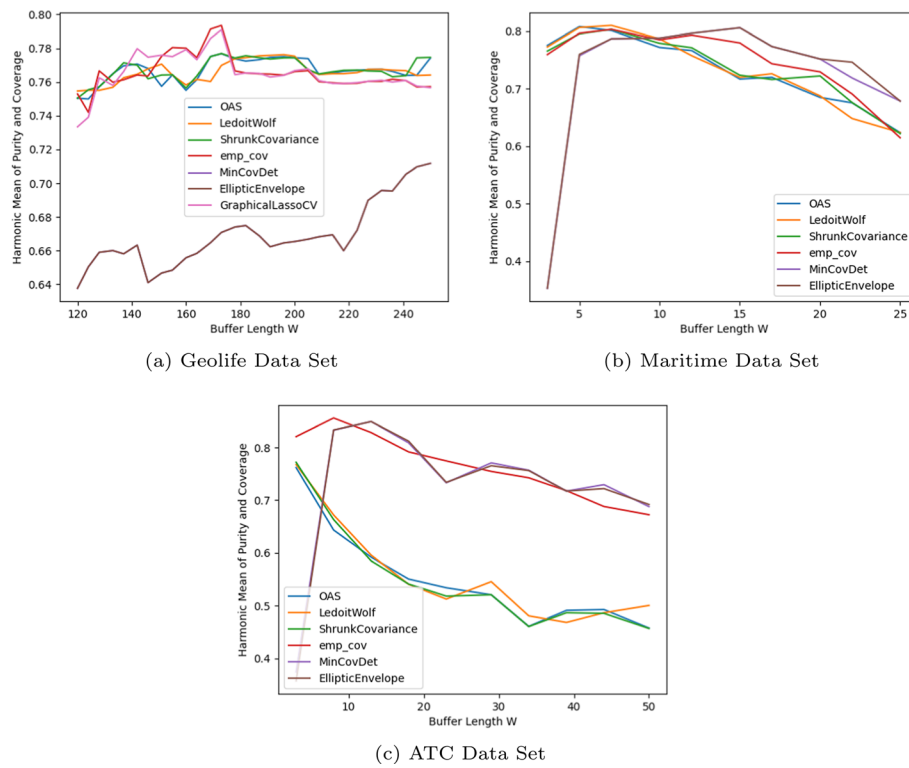 Harmonic Mean of Purity and Coverage
0.78
0.76
0.74
0.72
0.70
0.68
0.66
0.64
OAS
LedoitWolf
ShrunkCovariance
emp_cov
MinCovDet
EllipticEnvelope
GraphicalLassoCV
120 140 160 180 200 220 240
Buffer Length W
(a) Geolife Data Set
Harmonic Mean of Purity and Coverage
0.8
0.7
0.6
0.5
0.4
OAS
LedoitWolf
ShrunkCovariance
emp_cov
MinCovDet
EllipticEnvelope
5 10 15 20 25
Buffer Length W
(b) Maritime Data Set
Harmonic Mean of Purity and Coverage
0.8
0.7
0.6
0.5
0.4
OAS
LedoitWolf
ShrunkCovariance
emp_cov
MinCovDet
EllipticEnvelope
10 20 30 40 50
Buffer Length W
(c) ATC Data Set